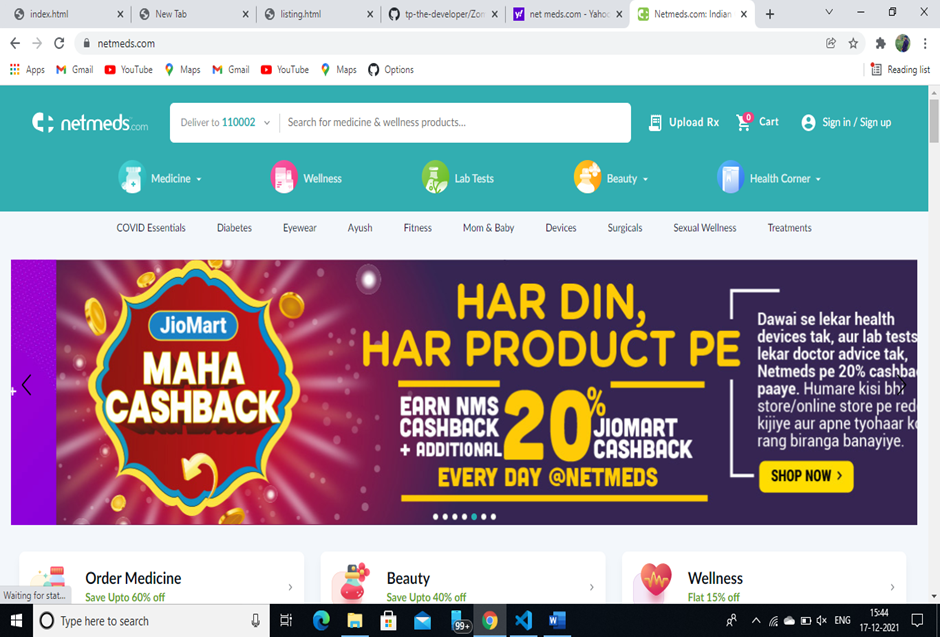 index.html
New Tab
listing.html
tp-the-developer/Zom
net meds.com - Yahoo
Netmeds.com: Indian
netmeds.com
Apps
Gmail
YouTube
Maps
Gmail
YouTube
Maps
Options
Reading list
netmeds.com
Deliver to 110002
Search for medicine & wellness products...
Upload Rx
0
Cart
Sign in / Sign up
Medicine
Wellness
Lab Tests
Beauty
Health Corner
COVID Essentials
Diabetes
Eyewear
Ayush
Fitness
Mom & Baby
Devices
Surgicals
Sexual Wellness
Treatments
JioMart
MAHA
CASHBACK
HAR DIN,
HAR PRODUCT PE
EARN NMS
CASHBACK
+ ADDITIONAL
20%
JIOMART
CASHBACK
EVERY DAY @NETMEDS
Dawai se lekar health
devices tak, aur lab tests
lekar doctor advice tak,
Netmeds pe 20% cashba
paaye. Humare kisi bhi
store/online store pe red
kijiye aur apne tyohaar ko
rang biranga banayiye.
SHOP NOW
Order Medicine
Save Upto 60% off
Beauty
Save Upto 40% off
Wellness
Flat 15% off
Waiting for stat...
Type here to search
99+
ENG
15:44
17-12-2021